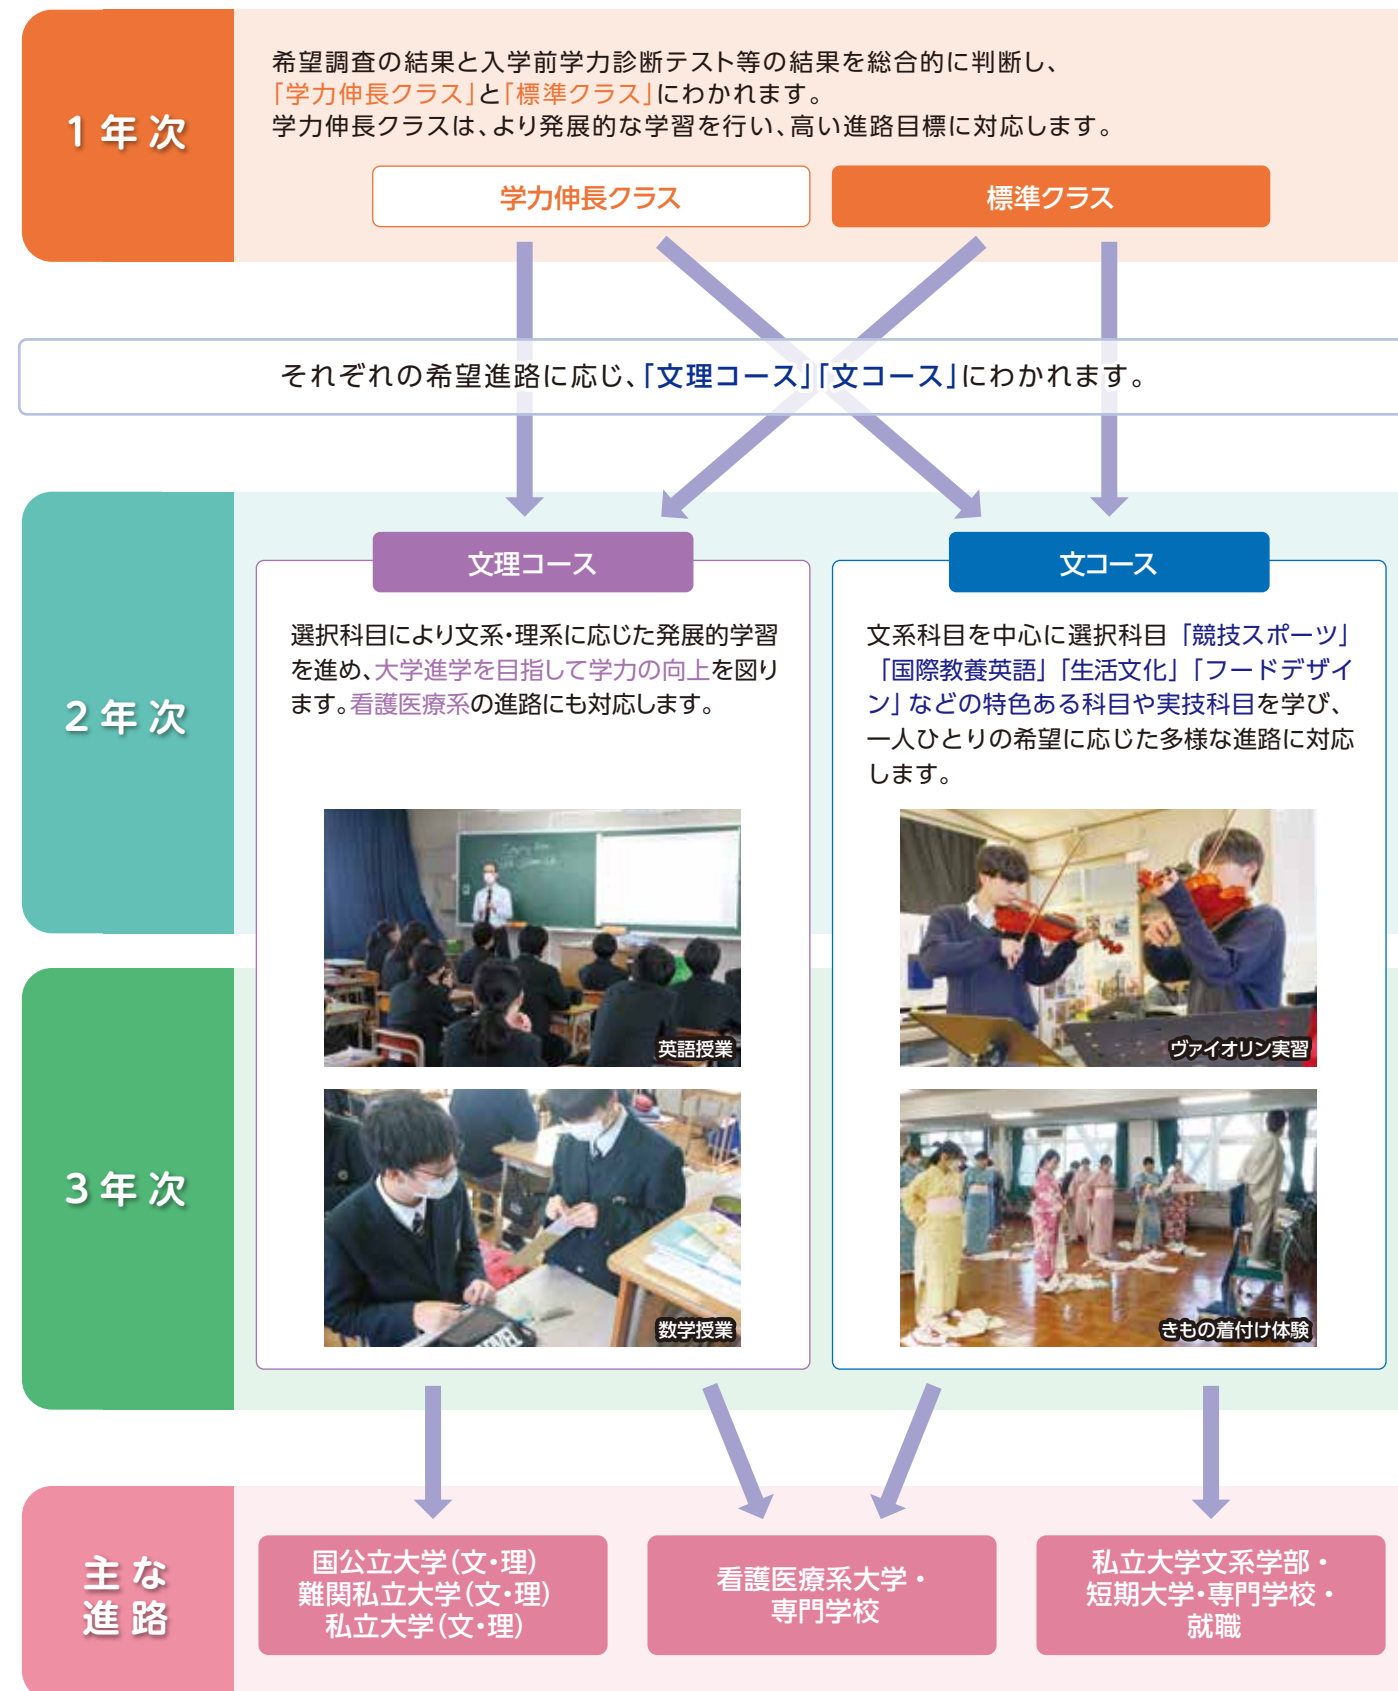 1年次
希望調査の結果と入学前学力診断テスト等の結果を総合的に判断し、
「学力伸長クラス」と「標準クラス」にわかれます。
学力伸長クラスは、より発展的な学習を行い、高い進路目標に対応します。
学力伸長クラス
標準クラス
それぞれの希望進路に応じ、「文理コース」「文コース」にわかれます。
2年次
文理コース
選択科目により文系・理系に応じた発展的学習
を進め、大学進学を目指して学力の向上を図り
ます。看護医療系の進路にも対応します。
英語授業
数学授業
文コース
文系科目を中心に選択科目「競技スポーツ」
「国際教養英語」「生活文化」「フードデザイ
ン」などの特色ある科目や実技科目を学び、
一人ひとりの希望に応じた多様な進路に対応
します。
ヴァイオリン実習
きもの着付け体験
3年次
主な
進路
国公立大学(文・理)
難関私立大学(文・理)
私立大学(文・理)
看護医療系大学・
専門学校
私立大学文系学部・
短期大学・専門学校・
就職